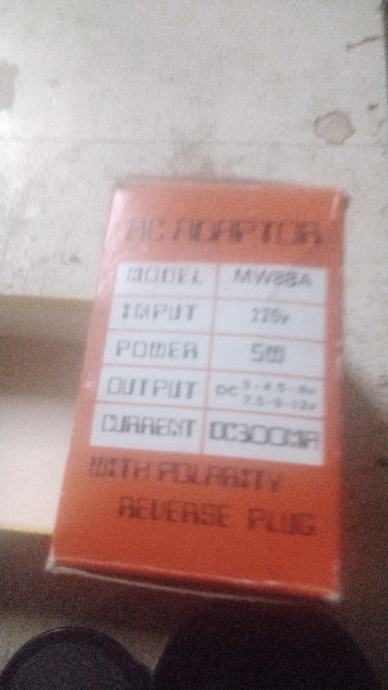 AC ADAPTOR
MODEL MW88A
INPUT 220v
POWER 5W
OUTPUT DC 3-4.5-6v
7.5-9-12v
CURRENT DC300MA
WITH POLARITY
REVERSE PLUG